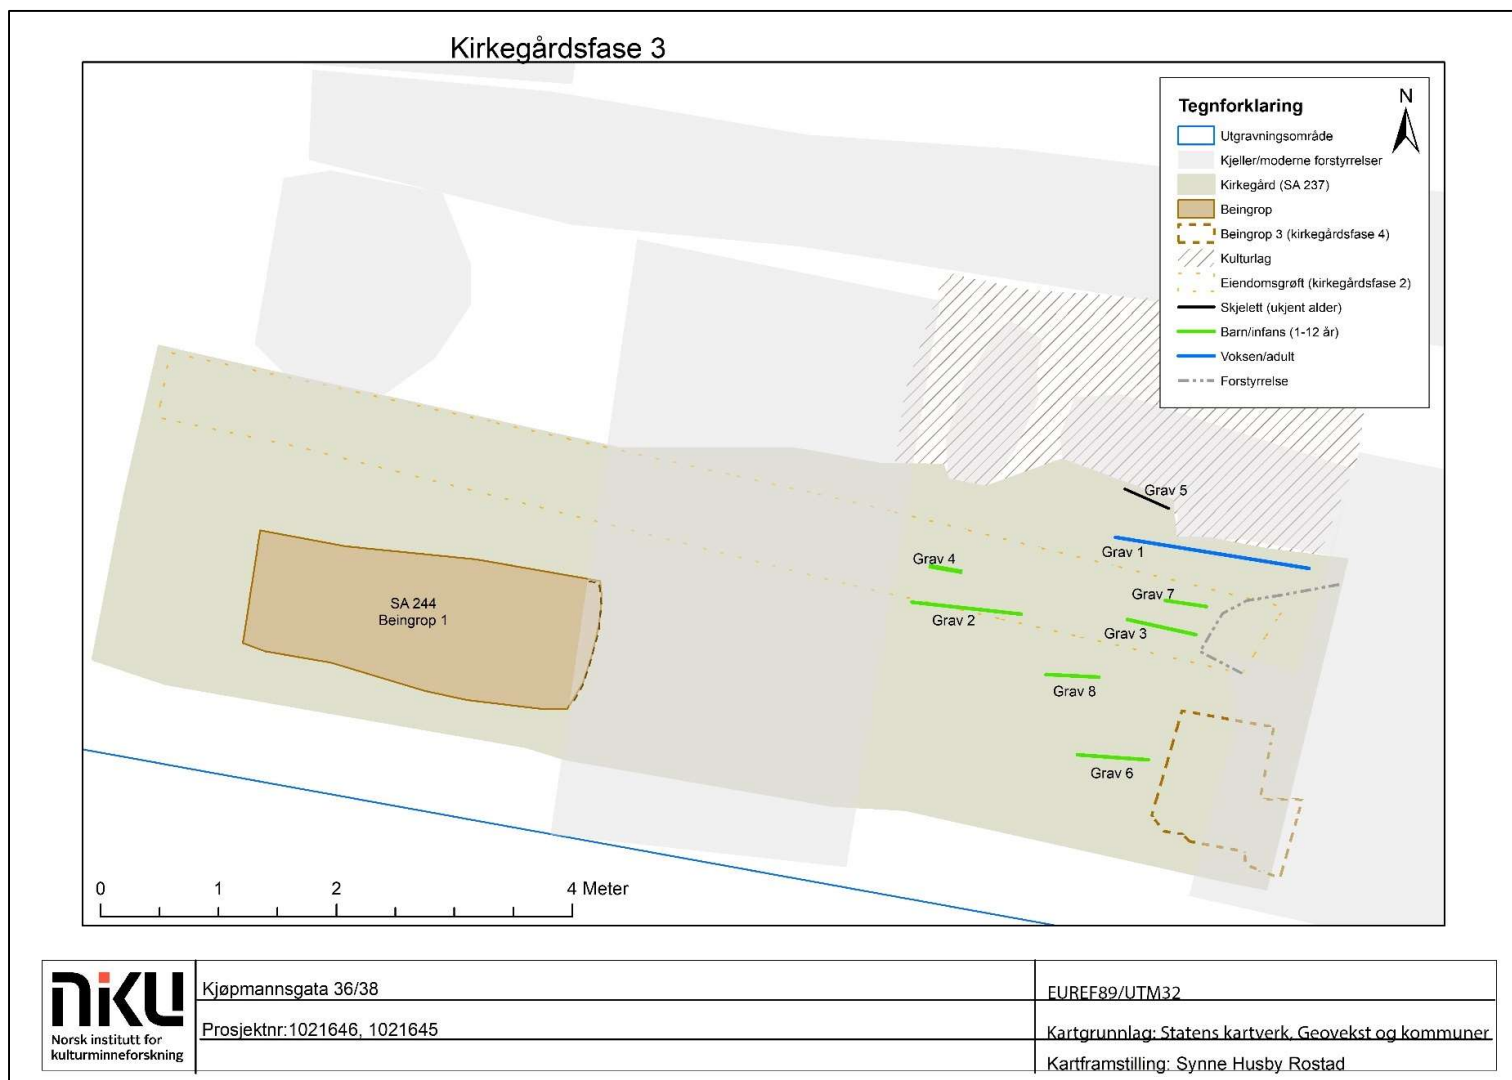 Kirkegårdsfase 3
Tegnforklaring
N
Utgravningsområde
Kjeller/moderne forstyrrelser
Kirkegård (SA 237)
Beingrop
Beingrop 3 (kirkegårdsfase 4)
Kulturlag
Eiendomsgrøft (kirkegårdsfase 2)
Skjelett (ukjent alder)
Barn/infans (1-12 år)
Voksen/adult
Forstyrrelse
Grav 5
Grav 1
Grav 4
Grav 7
Grav 2
Grav 3
SA 244
Beingrop 1
Grav 8
Grav 6
0 1 2 4 Meter
NIKU
Norsk institutt for
kulturminneforskning
Kjøpmannsgata 36/38
Prosjektnr:1021646, 1021645
EUREF89/UTM32
Kartgrunnlag: Statens kartverk, Geovekst og kommuner
Kartframstilling: Synne Husby Rostad